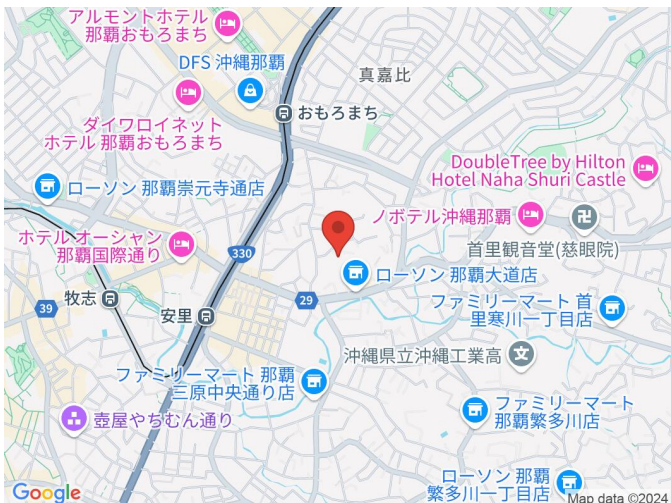 アルモントホテル
那覇おもろまち
DFS 沖縄那覇
真嘉比
おもろまち
ダイワロイネット
ホテル 那覇おもろまち
DoubleTree by Hilton
Hotel Naha Shuri Castle
ローソン 那覇崇元寺通店
ノボテル沖縄那覇
ホテル オーシャン
那覇国際通り
330
首里観音堂(慈眼院)
ローソン 那覇大道店
牧志
39
安里
29
ファミリーマート 首
里寒川一丁目店
沖縄県立沖縄工業高
文
ファミリーマート 那覇
三原中央通り店
壺屋やちむん通り
ファミリーマート
那覇繁多川店
ローソン 那覇
繁多川一丁目店
Google
Map data ©2024